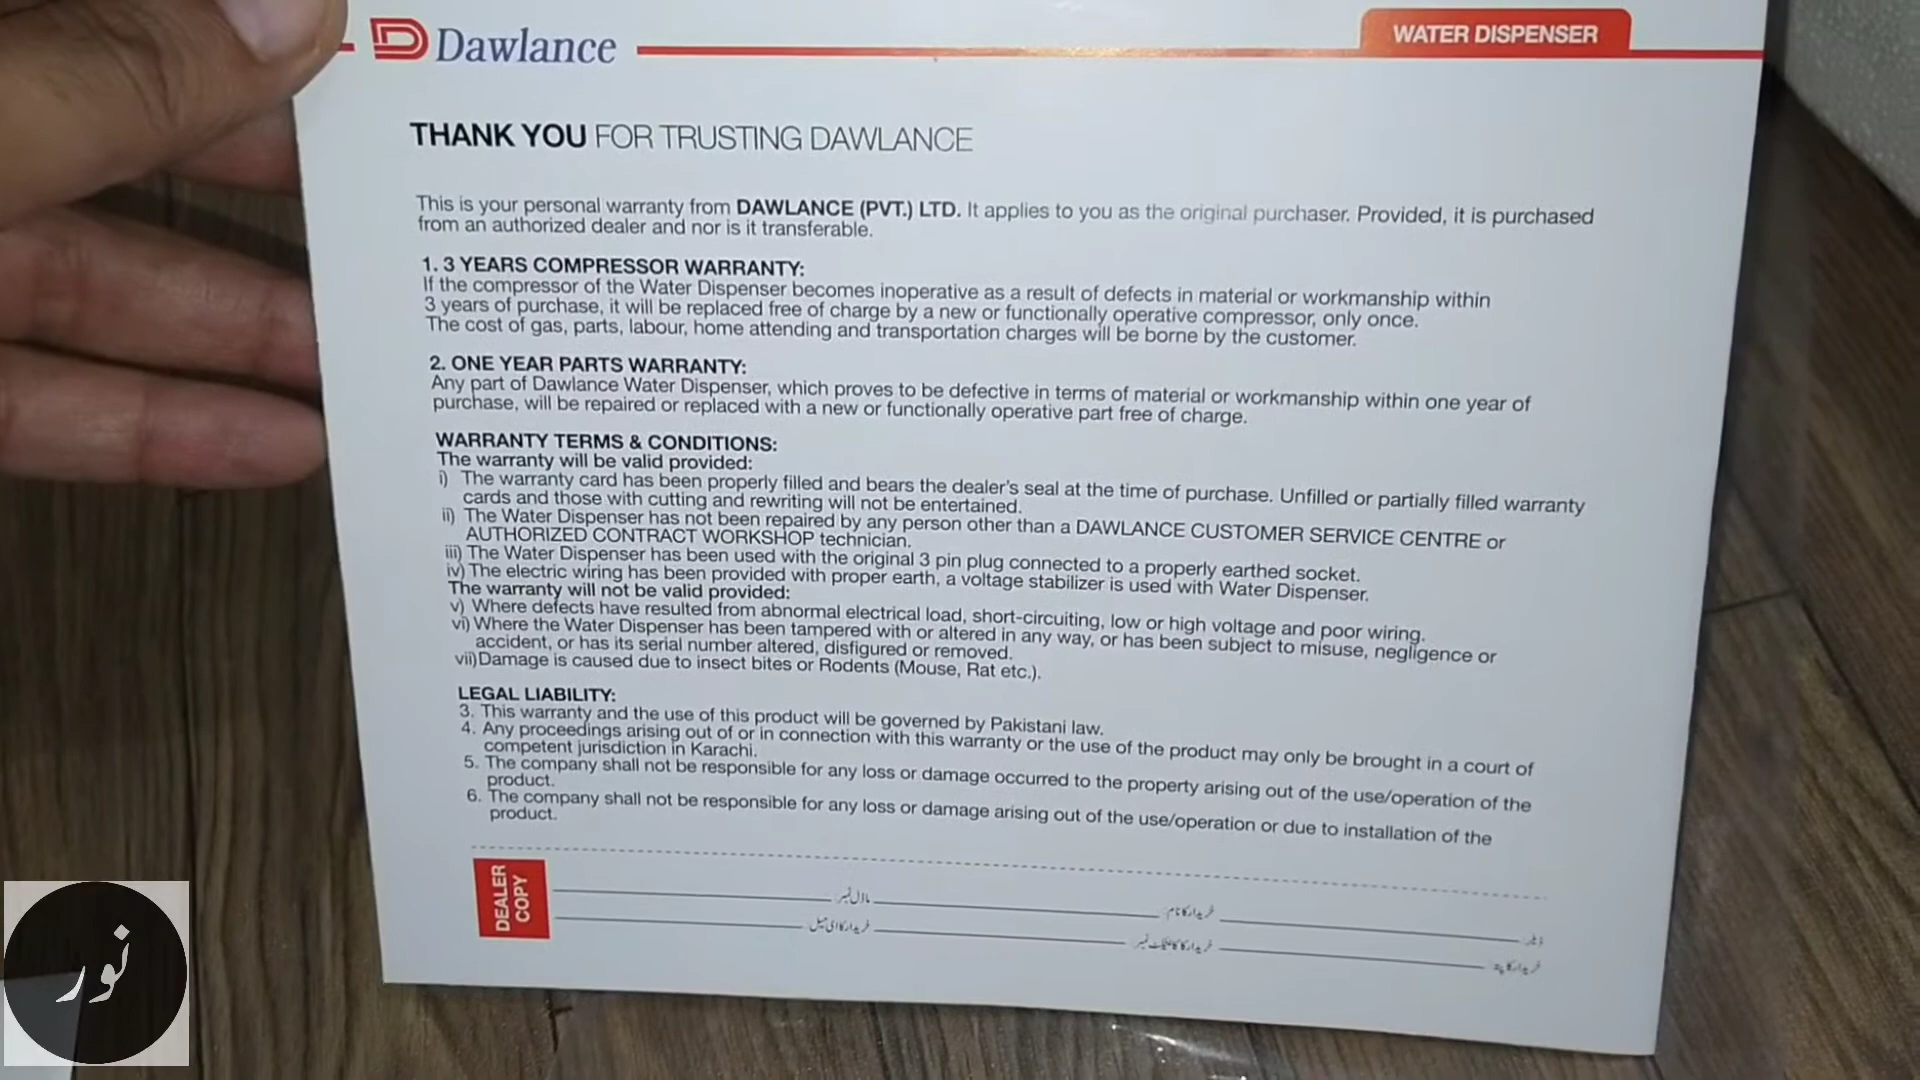 Dawlance
WATER DISPENSER
THANK YOU FOR TRUSTING DAWLANCE
This is your personal warranty from DAWLANCE (PVT.) LTD. It applies to you as the original purchaser. Provided, it is purchased
from an authorized dealer and nor is it transferable.
1. 3 YEARS COMPRESSOR WARRANTY:
If the compressor of the Water Dispenser becomes inoperative as a result of defects in material or workmanship within
3 years of purchase, it will be replaced free of charge by a new or functionally operative compressor, only once.
The cost of gas, parts, labour, home attending and transportation charges will be borne by the customer.
2. ONE YEAR PARTS WARRANTY:
Any part of Dawlance Water Dispenser, which proves to be defective in terms of material or workmanship within one year of
purchase, will be repaired or replaced with a new or functionally operative part free of charge.
WARRANTY TERMS & CONDITIONS:
The warranty will be valid provided:
i) The warranty card has been properly filled and bears the dealer's seal at the time of purchase. Unfilled or partially filled warranty
cards and those with cutting and rewriting will not be entertained.
ii) The Water Dispenser has not been repaired by any person other than a DAWLANCE CUSTOMER SERVICE CENTRE or
AUTHORIZED CONTRACT WORKSHOP technician.
iii) The Water Dispenser has been used with the original 3 pin plug connected to a properly earthed socket.
iv) The electric wiring has been provided with proper earth, a voltage stabilizer is used with Water Dispenser.
The warranty will not be valid provided:
v) Where defects have resulted from abnormal electrical load, short-circuiting, low or high voltage and poor wiring.
vi) Where the Water Dispenser has been tampered with or altered in any way, or has been subject to misuse, negligence or
accident, or has its serial number altered, disfigured or removed.
vii) Damage is caused due to insect bites or Rodents (Mouse, Rat etc.).
LEGAL LIABILITY:
3. This warranty and the use of this product will be governed by Pakistani law.
4. Any proceedings arising out of or in connection with this warranty or the use of the product may only be brought in a court of
competent jurisdiction in Karachi.
5. The company shall not be responsible for any loss or damage occurred to the property arising out of the use/operation of the
product.
6. The company shall not be responsible for any loss or damage arising out of the use/operation or due to installation of the
product.
DEALER
COPY
ڈیلر خریدار کا نام ماڈل نمبر
خریدار کا پتہ خریدار کا کانٹیکٹ نمبر خریدار کا ای میل
نور